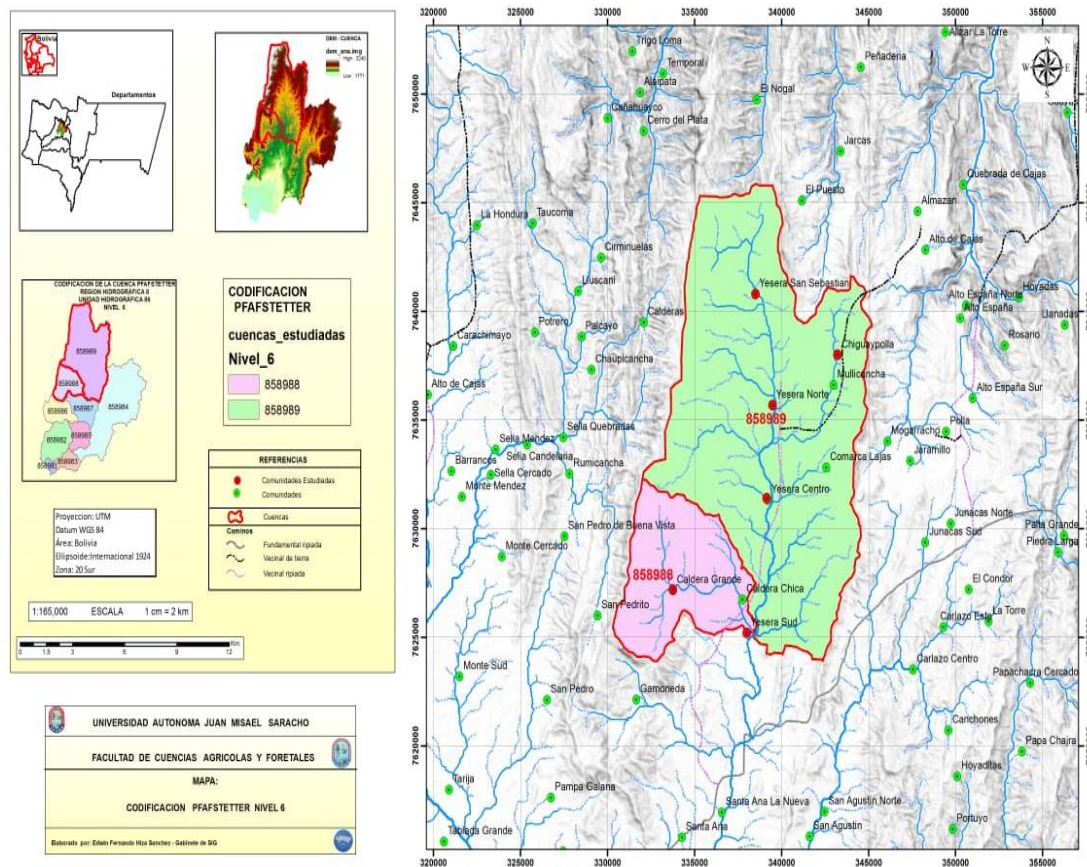 Bolivia
Departamentos
DEM - CUENCA
dem_ana.img
High: 3240
Low: 1771
CODIFICACION DE LA CUENCA PFAFSTETTER
REGION HIDROGRÁFICA 8
NIVEL 6
858989
858988
858986
858987
858984
858982
858985
858983
CODIFICACION
PFAFSTETTER
cuencas_estudiadas
Nivel_6
858988
858989
REFERENCIAS
Comunidades Estudiadas
Comunidades
Cuencas
Caminos
Fundamental ripiada
Vecinal de tierra
Vecinal ripiada
Proyeccion: UTM
Datum WGS 84
Área: Bolivia
Ellipsoide:Internacional 1924
Zona: 20 Sur
1:165,000 ESCALA 1 cm = 2 km
0 1.5 3 6 9 12
Km
UNIVERSIDAD AUTONOMA JUAN MISAEL SARACHO
FACULTAD DE CUENCAS AGRICOLAS Y FORETALES
MAPA:
CODIFICACION PFAFSTETTER NIVEL 6
Elaborado por: Edwin Fernando Hiza Sanchez - Gabinete de SIG
320000 325000 330000 335000 340000 345000 350000 355000
7650000
7645000
7640000
7635000
7630000
7625000
7620000
N
W E
S
Alizar La Torre
Trigo Loma
Temporal
Peñaderia
Alsipata
El Nogal
Cañahuayco
Cerro del Plata
Jarcas
Quebrada de Cajas
El Puesto
Almazan
La Hondura
Taucoma
Alto de Cajas
Cirminuelas
Yesera San Sebastian
Lluscani
Hoyadas
Alto España Norte
Alto España
Llanadas
Calderas
Potrero
Palcayo
Rosario
Carachimayo
Chiguaypolla
Chaupicancha
Mullicancha
Alto de Cajas
Alto España Sur
Yesera Norte
858989
Sella Quebradas
Polla
Mogarracho
Sella Mendez
Sella Candelaria
Jaramillo
Barrancos
Rumicancha
Comarca Lajas
Sella Cercado
Monte Mendez
Yesera Centro
Junacas Norte
San Pedro de Buena Vista
Junacas Sud
Palta Grande
Piedra Larga
Monte Cercado
858988
Caldera Grande
Caldera Chica
El Condor
San Pedrito
Carlazo Este
La Torre
Yesera Sud
Carlazo Centro
Monte Sud
Papachacra Cercado
San Pedro
Gamoneda
Carichones
Papa Chajra
Tarija
Pampa Galana
Hoyaditas
Santa Ana La Nueva
San Agustin Norte
Tablada Grande
Santa Ana
San Agustin
Portuyo
320000 325000 330000 335000 340000 345000 350000 355000